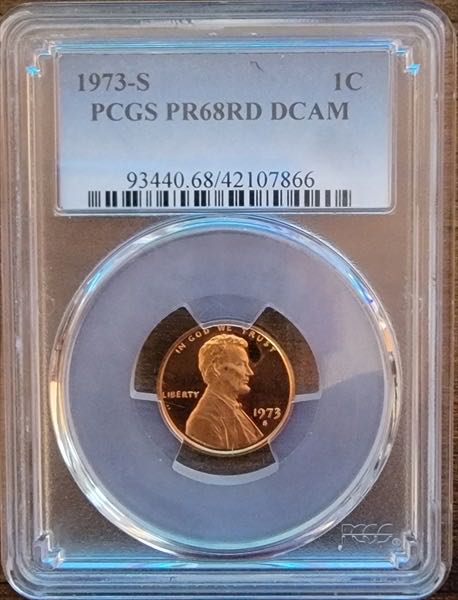 1973-S 1C
PCGS PR68RD DCAM
93440.68/42107866
IN GOD WE TRUST
LIBERTY
1973
S
PCGS